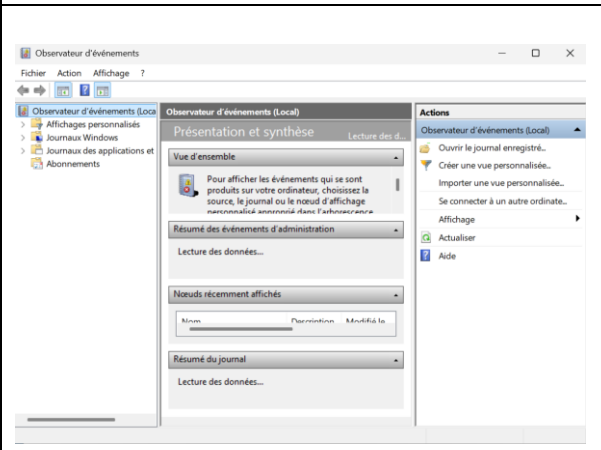 Observateur d'événements
Fichier Action Affichage ?
Observateur d'événements (Loca
Affichages personnalisés
Journaux Windows
Journaux des applications et
Abonnements
Observateur d'événements (Local)
Présentation et synthèse
Lecture des d...
Vue d'ensemble
Pour afficher les événements qui se sont
produits sur votre ordinateur, choisissez la
source, le journal ou le nœud d'affichage
personnalisé approprié dans l'arborescence
Résumé des événements d'administration
Lecture des données...
Nœuds récemment affichés
Nom Description Modifié le
Résumé du journal
Lecture des données...
Actions
Observateur d'événements (Local)
Ouvrir le journal enregistré...
Créer une vue personnalisée...
Importer une vue personnalisée...
Se connecter à un autre ordinate...
Affichage
Actualiser
Aide